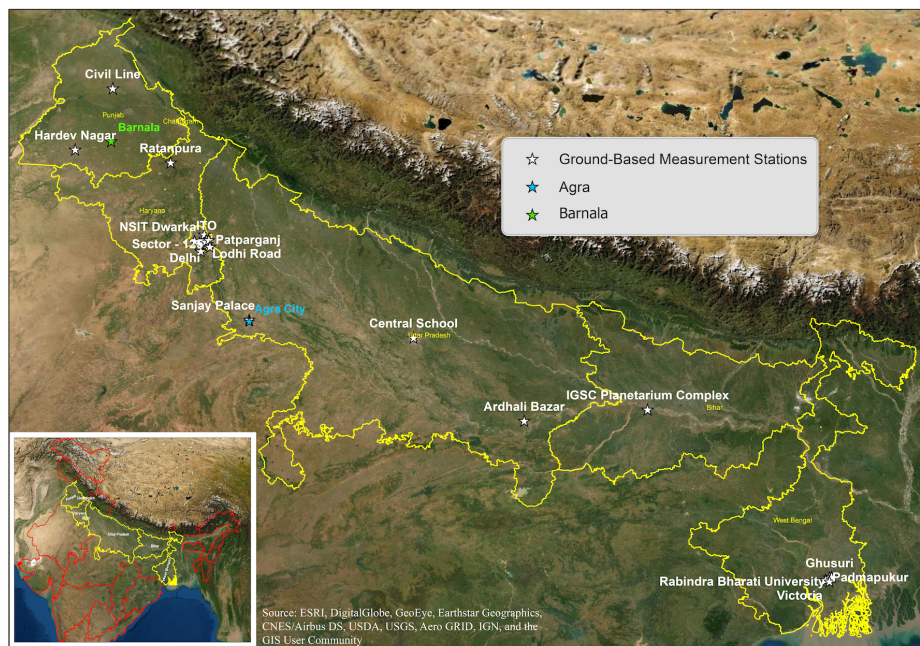 Civil Line
Punjab
Barnala
Hardev Nagar
Ratanpura
Ground-Based Measurement Stations
Agra
Barnala
Haryana
NSIT Dwarka
ITO
Sector - 125
Patparganj
Delhi
Lodhi Road
Sanjay Palace
Agra City
Central School
Uttar Pradesh
IGSC Planetarium Complex
Ardhali Bazar
Bihar
West Bengal
Ghusuri
Rabindra Bharati University
Padmapukur
Victoria
Uttar Pradesh
Bihar
Source: ESRI, DigitalGlobe, GeoEye, Earthstar Geographics,
CNES/Airbus DS, USDA, USGS, Aero GRID, IGN, and the
GIS User Community